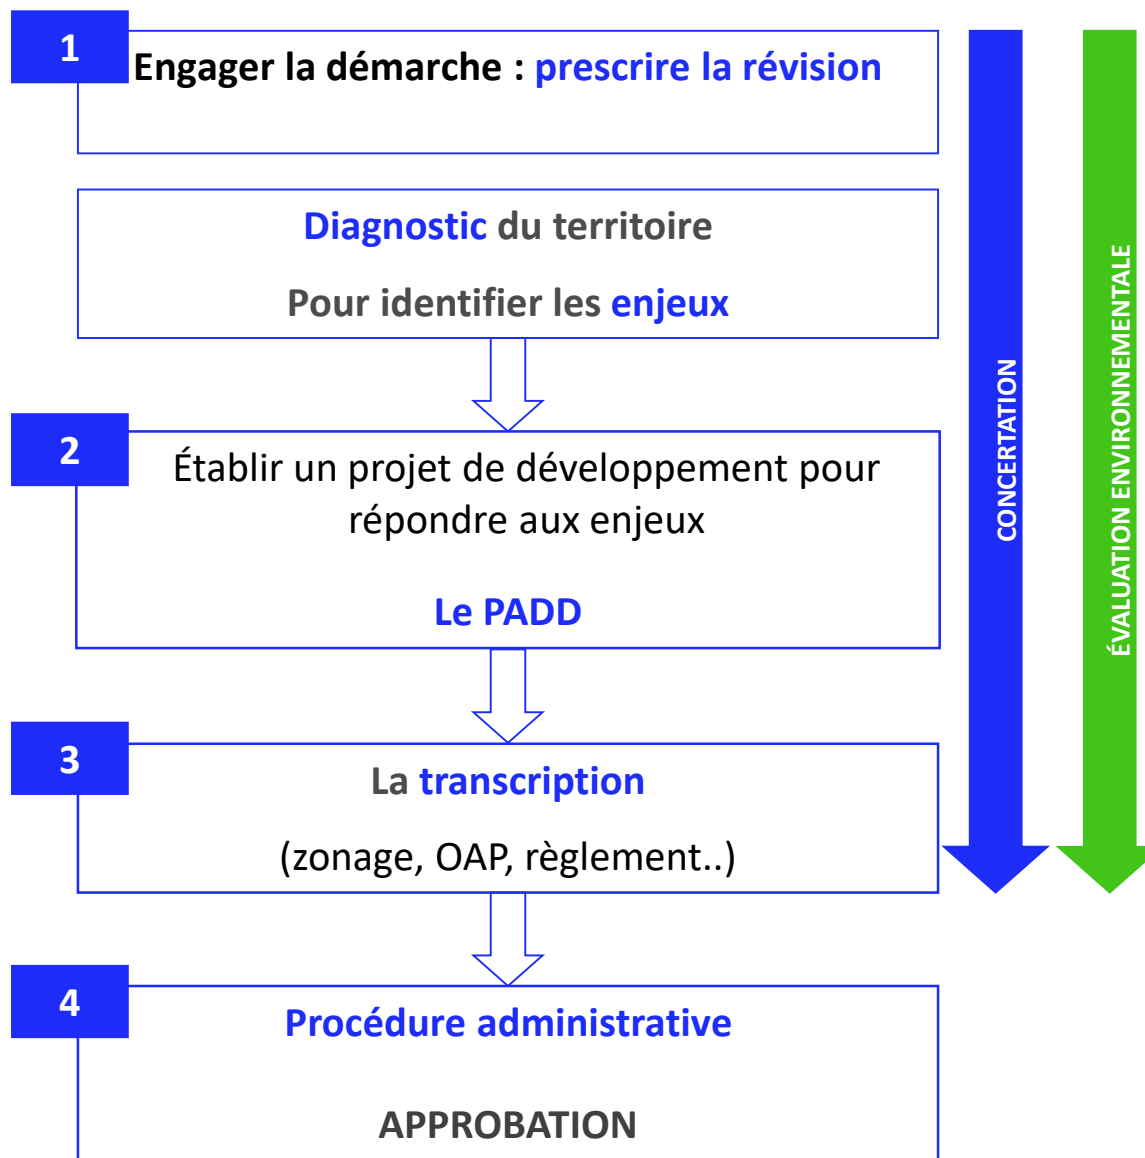 1
Engager la démarche : prescrire la révision
Diagnostic du territoire
Pour identifier les enjeux
2
Établir un projet de développement pour
répondre aux enjeux
Le PADD
3
La transcription
(zonage, OAP, règlement..)
4
Procédure administrative
APPROBATION
CONCERTATION
ÉVALUATION ENVIRONNEMENTALE